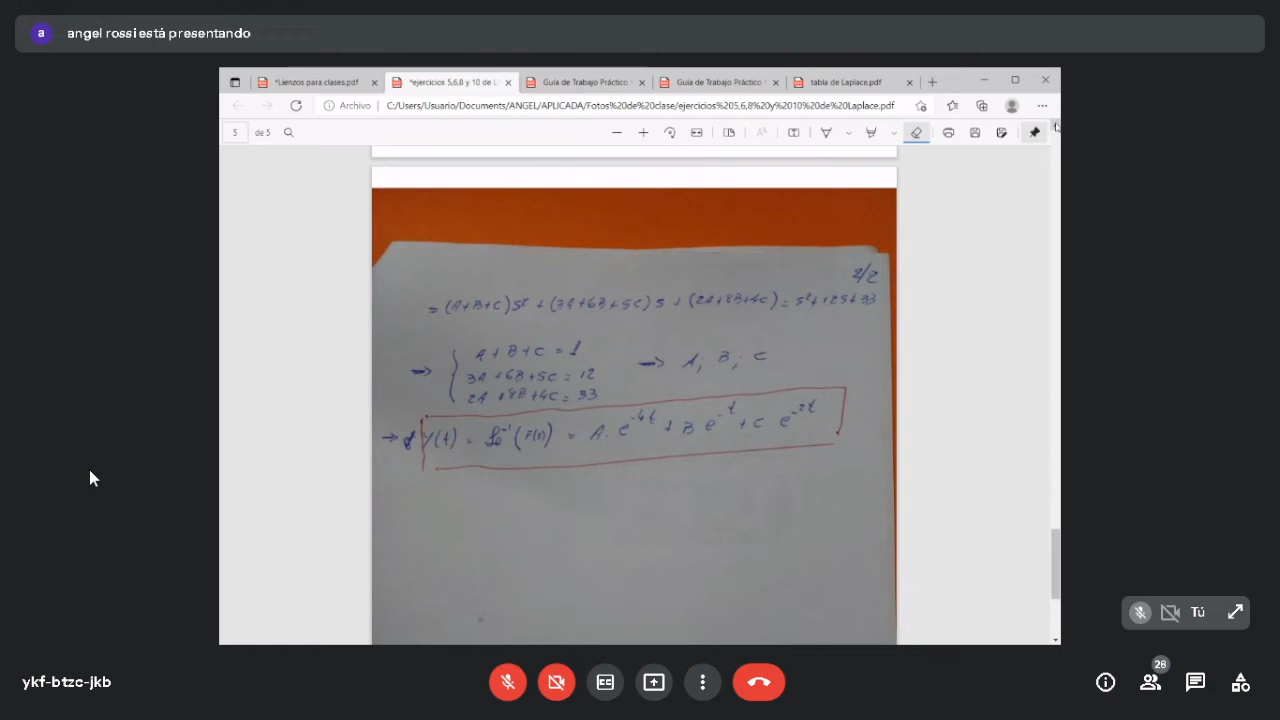 a angel rossi está presentando
*Lienzos para clases.pdf
*ejercicios 5,6,8 y 10 de L
Guía de Trabajo Práctico
Guía de Trabajo Práctico
tabla de Laplace.pdf
Archivo C:/Users/Usuario/Documents/ANGEL/APLICADA/Fotos%20de%20clase/ejercicios%205,6,8%20y%2010%20de%20Laplace.pdf
5 de 5
2/2
= (A+B+C)s² + (3A+6B+5C)s + (2A+8B+4C) = s²+12s+33
→ { A+B+C = 1
3A+6B+5C = 12
2A+8B+4C = 33
→ A; B; C
→ y(t) = ℒ⁻¹(F(s)) = A·e^-4t + B e^-t + C e^-2t
Tú
ykf-btzc-jkb
26